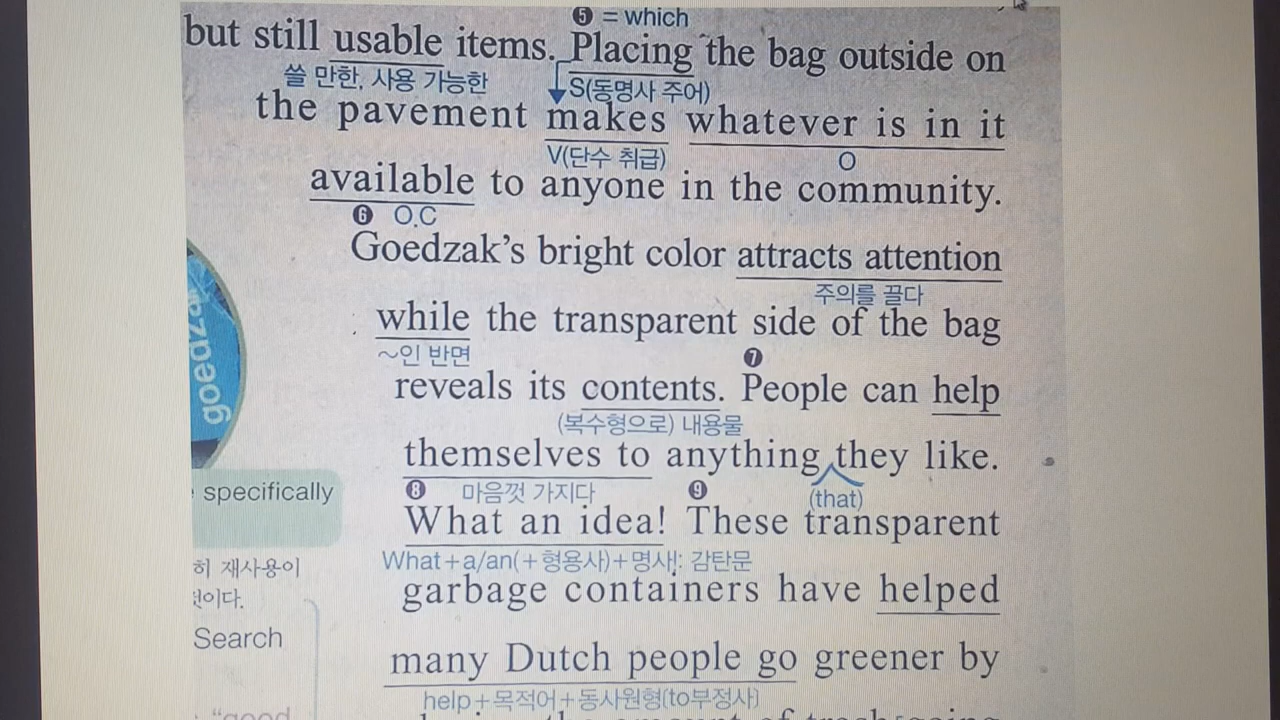 ❺ = which
but still usable items. Placing the bag outside on
쓸 만한, 사용 가능한
S(동명사 주어)
the pavement makes whatever is in it
V(단수 취급)
O
available to anyone in the community.
❻ O.C
Goedzak's bright color attracts attention
주의를 끌다
while the transparent side of the bag
~인 반면
❼
reveals its contents. People can help
(복수형으로) 내용물
themselves to anything they like.
❽ 마음껏 가지다 ❾ (that)
What an idea! These transparent
What+a/an(+형용사)+명사!: 감탄문
garbage containers have helped
many Dutch people go greener by
help+목적어+동사원형(to부정사)
goedza
specifically
히 재사용이
것이다.
Search
"good